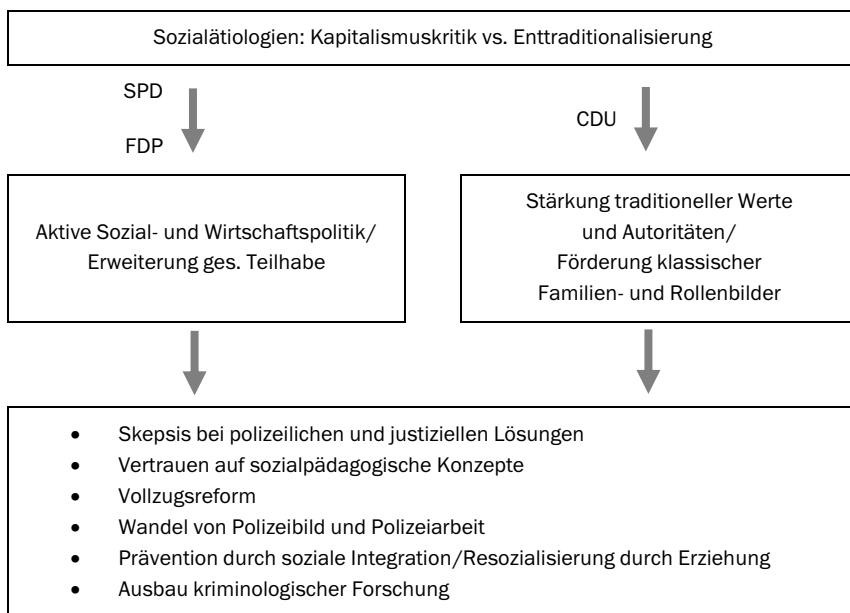 Sozialätiologien: Kapitalismuskritik vs. Enttraditionalisierung
SPD
FDP
CDU
Aktive Sozial- und Wirtschaftspolitik/
Erweiterung ges. Teilhabe
Stärkung traditioneller Werte
und Autoritäten/
Förderung klassischer
Familien- und Rollenbilder
• Skepsis bei polizeilichen und justiziellen Lösungen
• Vertrauen auf sozialpädagogische Konzepte
• Vollzugsreform
• Wandel von Polizeibild und Polizeiarbeit
• Prävention durch soziale Integration/Resozialisierung durch Erziehung
• Ausbau kriminologischer Forschung